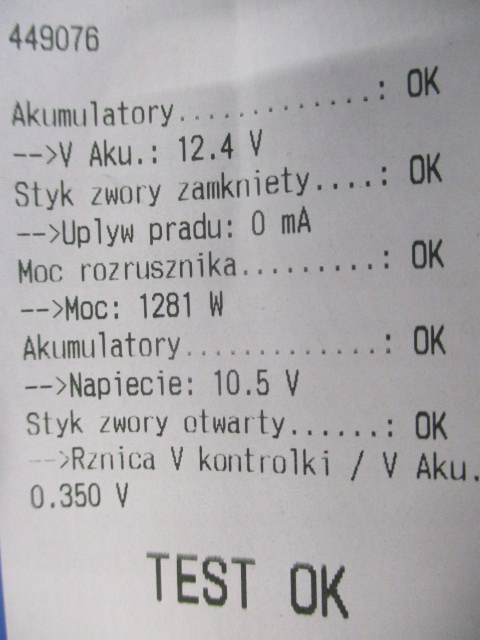 449076
Akumulatory.............: OK
-->V Aku.: 12.4 V
Styk zwory zamkniety....: OK
-->Uplyw pradu: 0 mA
Moc rozrusznika.........: OK
-->Moc: 1281 W
Akumulatory.............: OK
-->Napiecie: 10.5 V
Styk zwory otwarty......: OK
-->Rznica V kontrolki / V Aku.
0.350 V
TEST OK